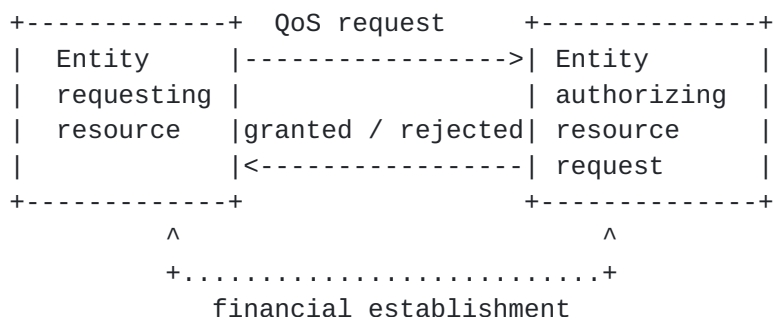 +-------------+  QoS request     +--------------+
|  Entity     |----------------->| Entity       |
|  requesting |                  | authorizing  |
|  resource   |granted / rejected| resource     |
|             |<-----------------| request      |
+-------------+                  +--------------+
          ^                           ^
          +...........................+
             financial establishment